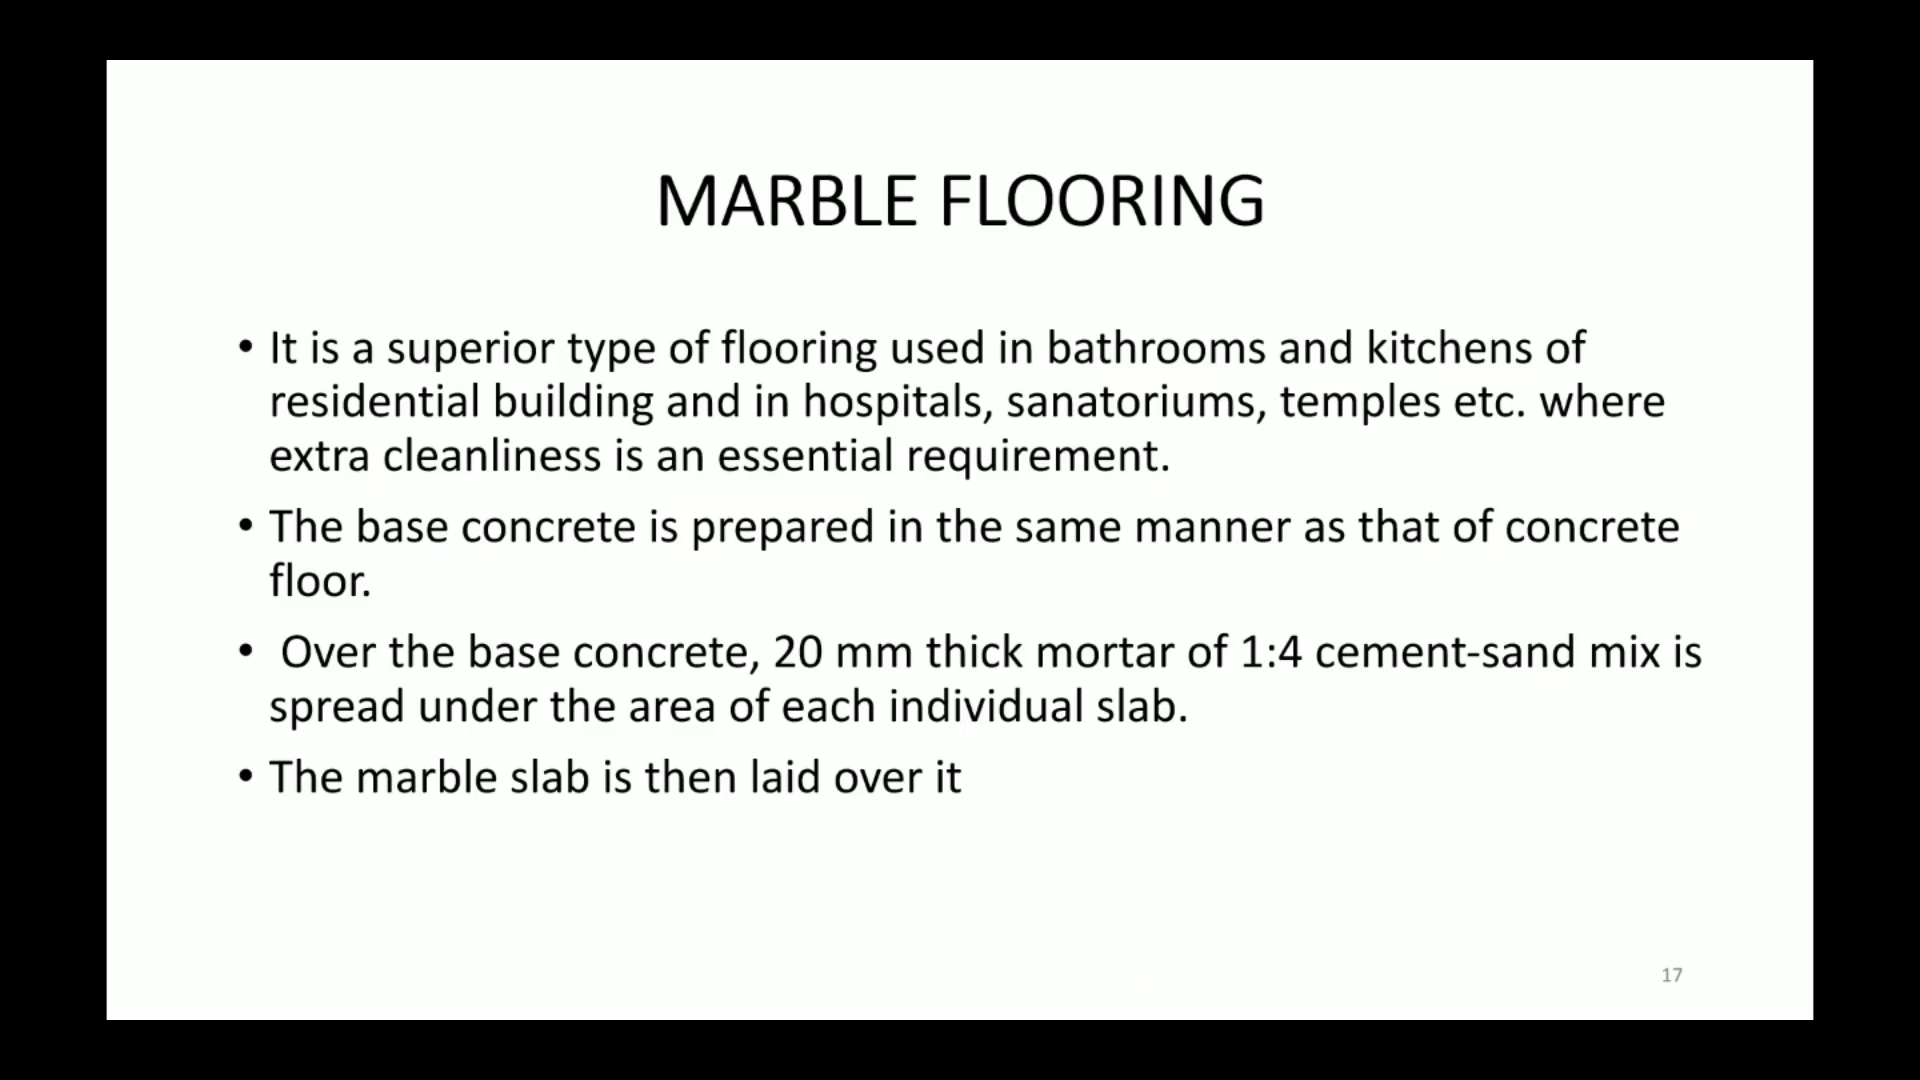 MARBLE FLOORING
• It is a superior type of flooring used in bathrooms and kitchens of
residential building and in hospitals, sanatoriums, temples etc. where
extra cleanliness is an essential requirement.
• The base concrete is prepared in the same manner as that of concrete
floor.
• Over the base concrete, 20 mm thick mortar of 1:4 cement-sand mix is
spread under the area of each individual slab.
• The marble slab is then laid over it
17